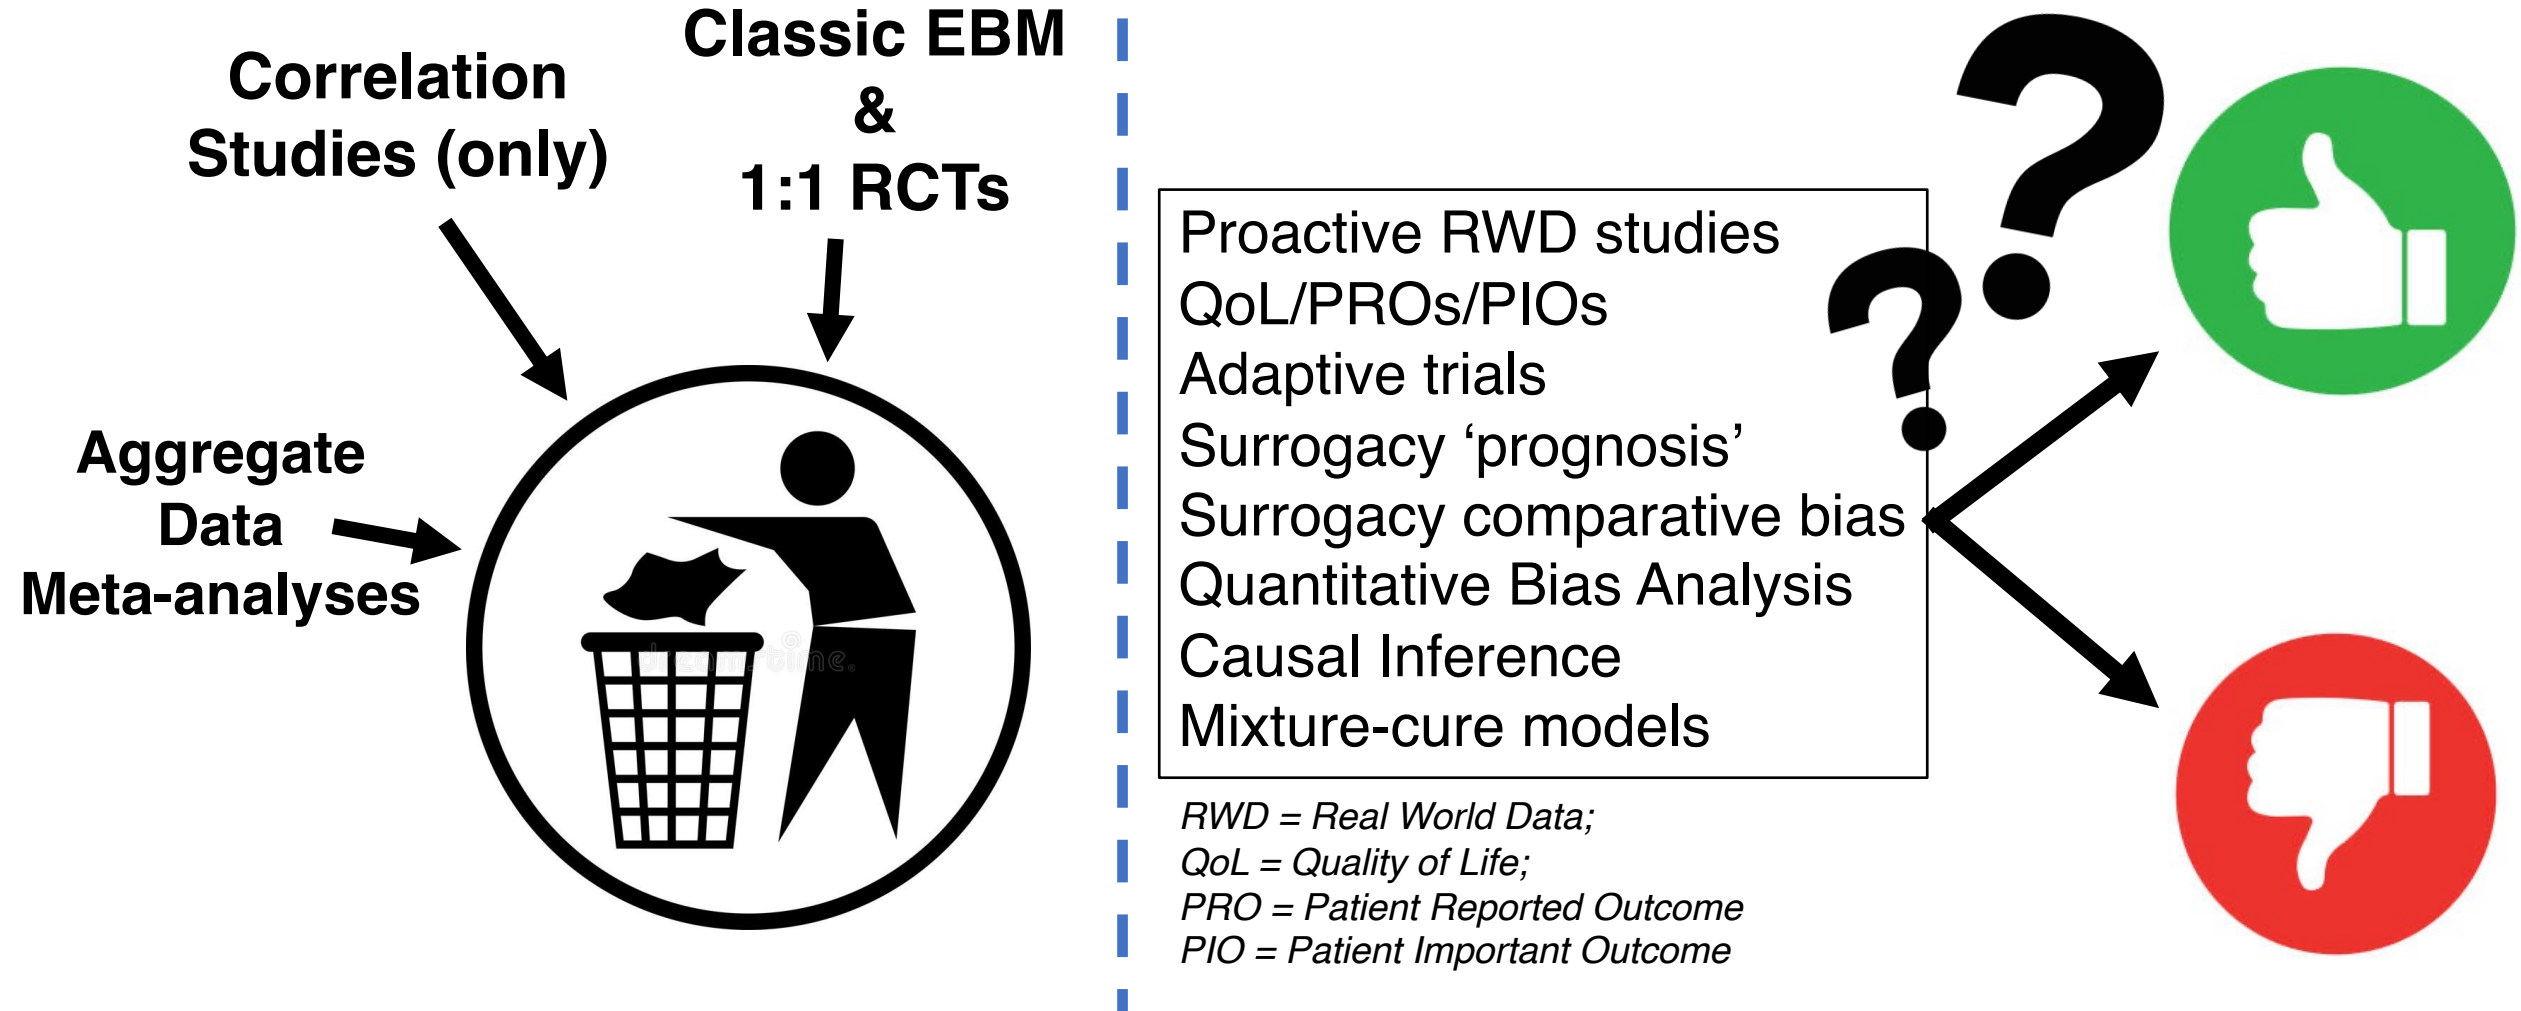 Correlation
Studies (only)
Classic EBM
&
1:1 RCTs
Aggregate
Data
Meta-analyses
dreamstime.
Proactive RWD studies
QoL/PROs/PIOs
Adaptive trials
Surrogacy ‘prognosis’
Surrogacy comparative bias
Quantitative Bias Analysis
Causal Inference
Mixture-cure models
RWD = Real World Data;
QoL = Quality of Life;
PRO = Patient Reported Outcome
PIO = Patient Important Outcome
??